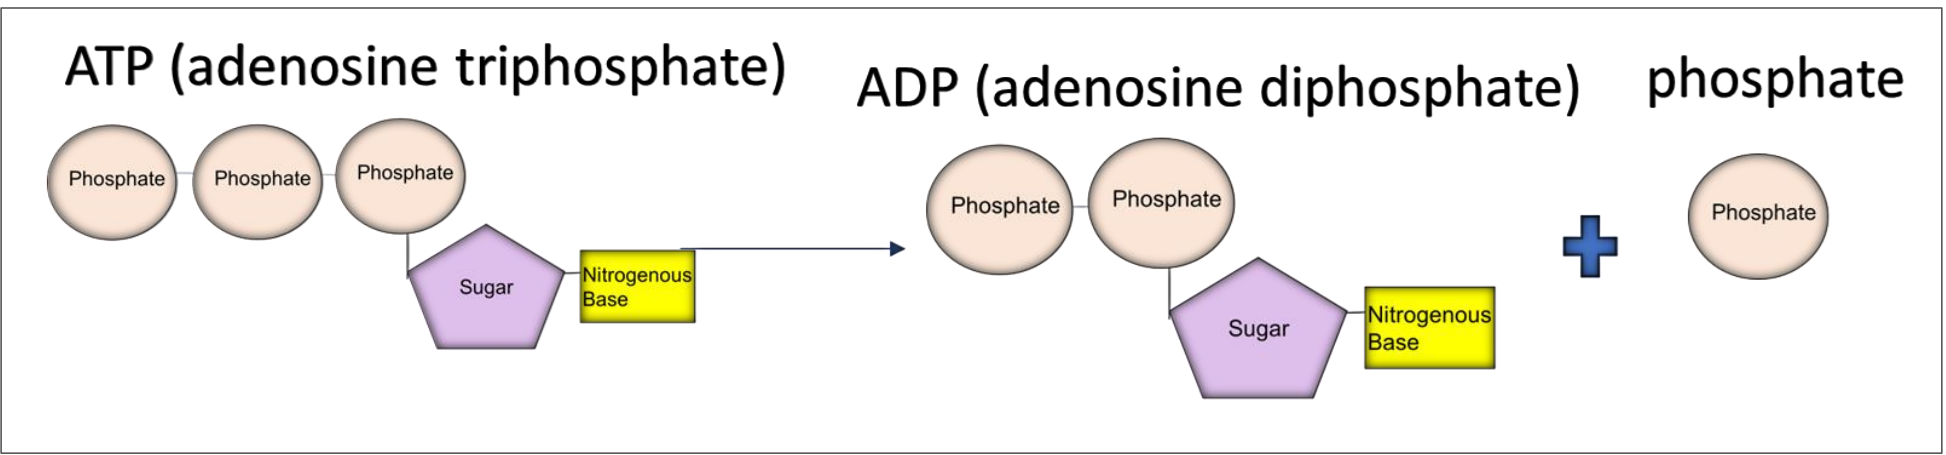 ATP (adenosine triphosphate)
ADP (adenosine diphosphate)
phosphate
Phosphate
Phosphate
Phosphate
Sugar
Nitrogenous
Base
Phosphate
Phosphate
Sugar
Nitrogenous
Base
Phosphate